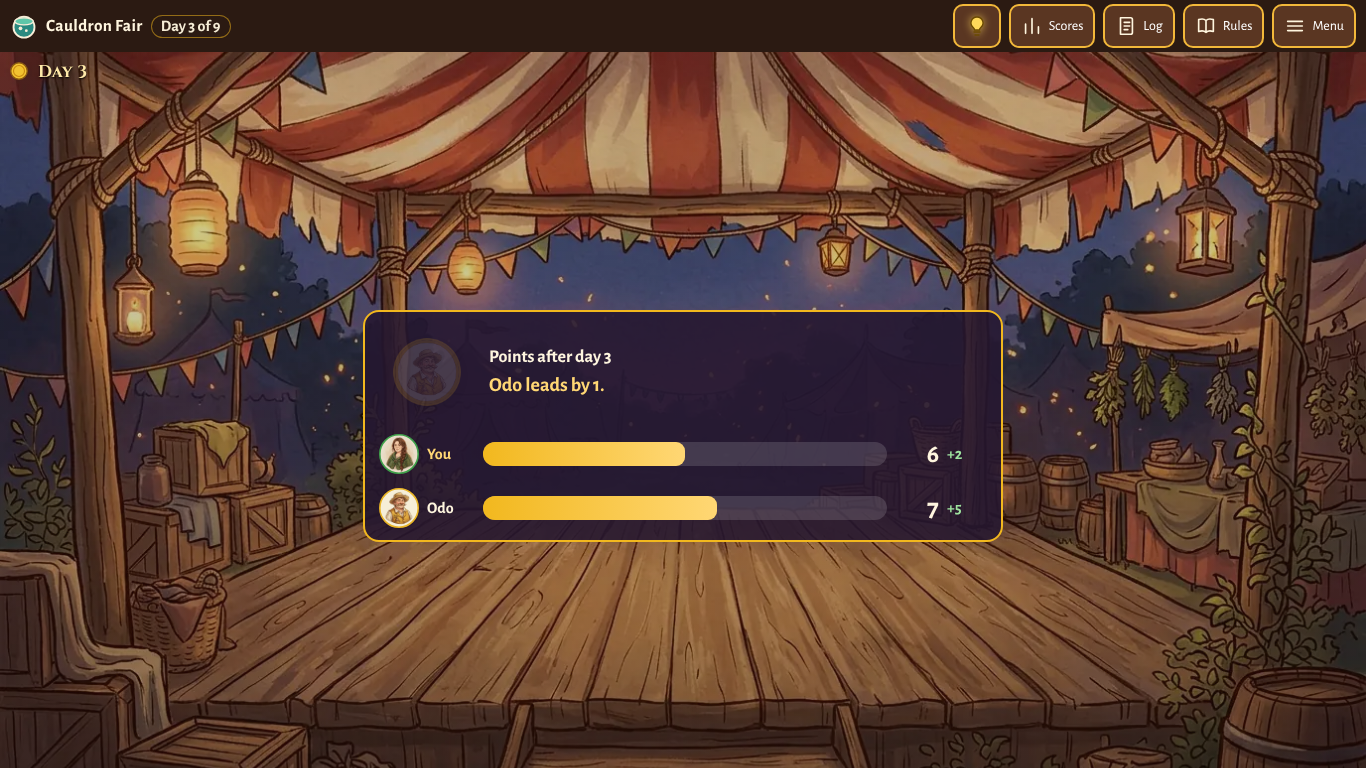 Cauldron Fair
Day 3 of 9
Scores
Log
Rules
Menu
Day 3
Points after day 3
Odo leads by 1.
You
6 +2
Odo
7 +5